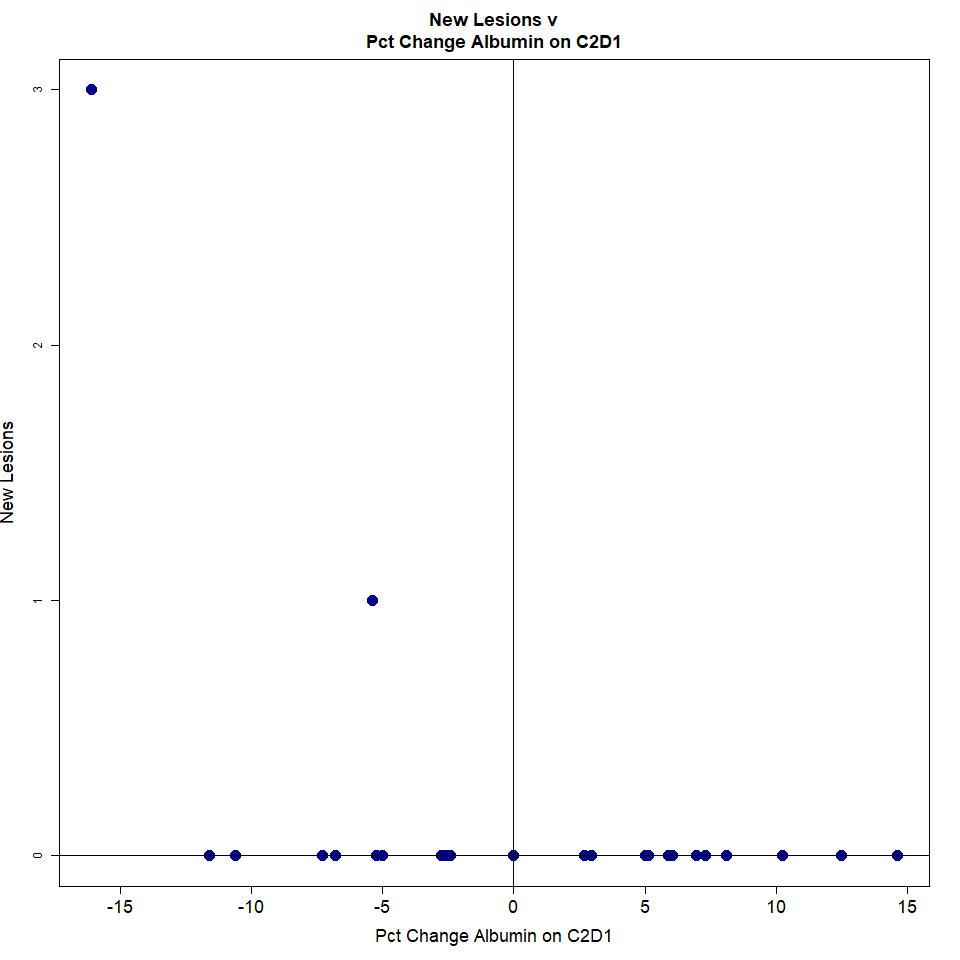 New Lesions v
Pct Change Albumin on C2D1
3
2
1
0
New Lesions
-15 -10 -5 0 5 10 15
Pct Change Albumin on C2D1